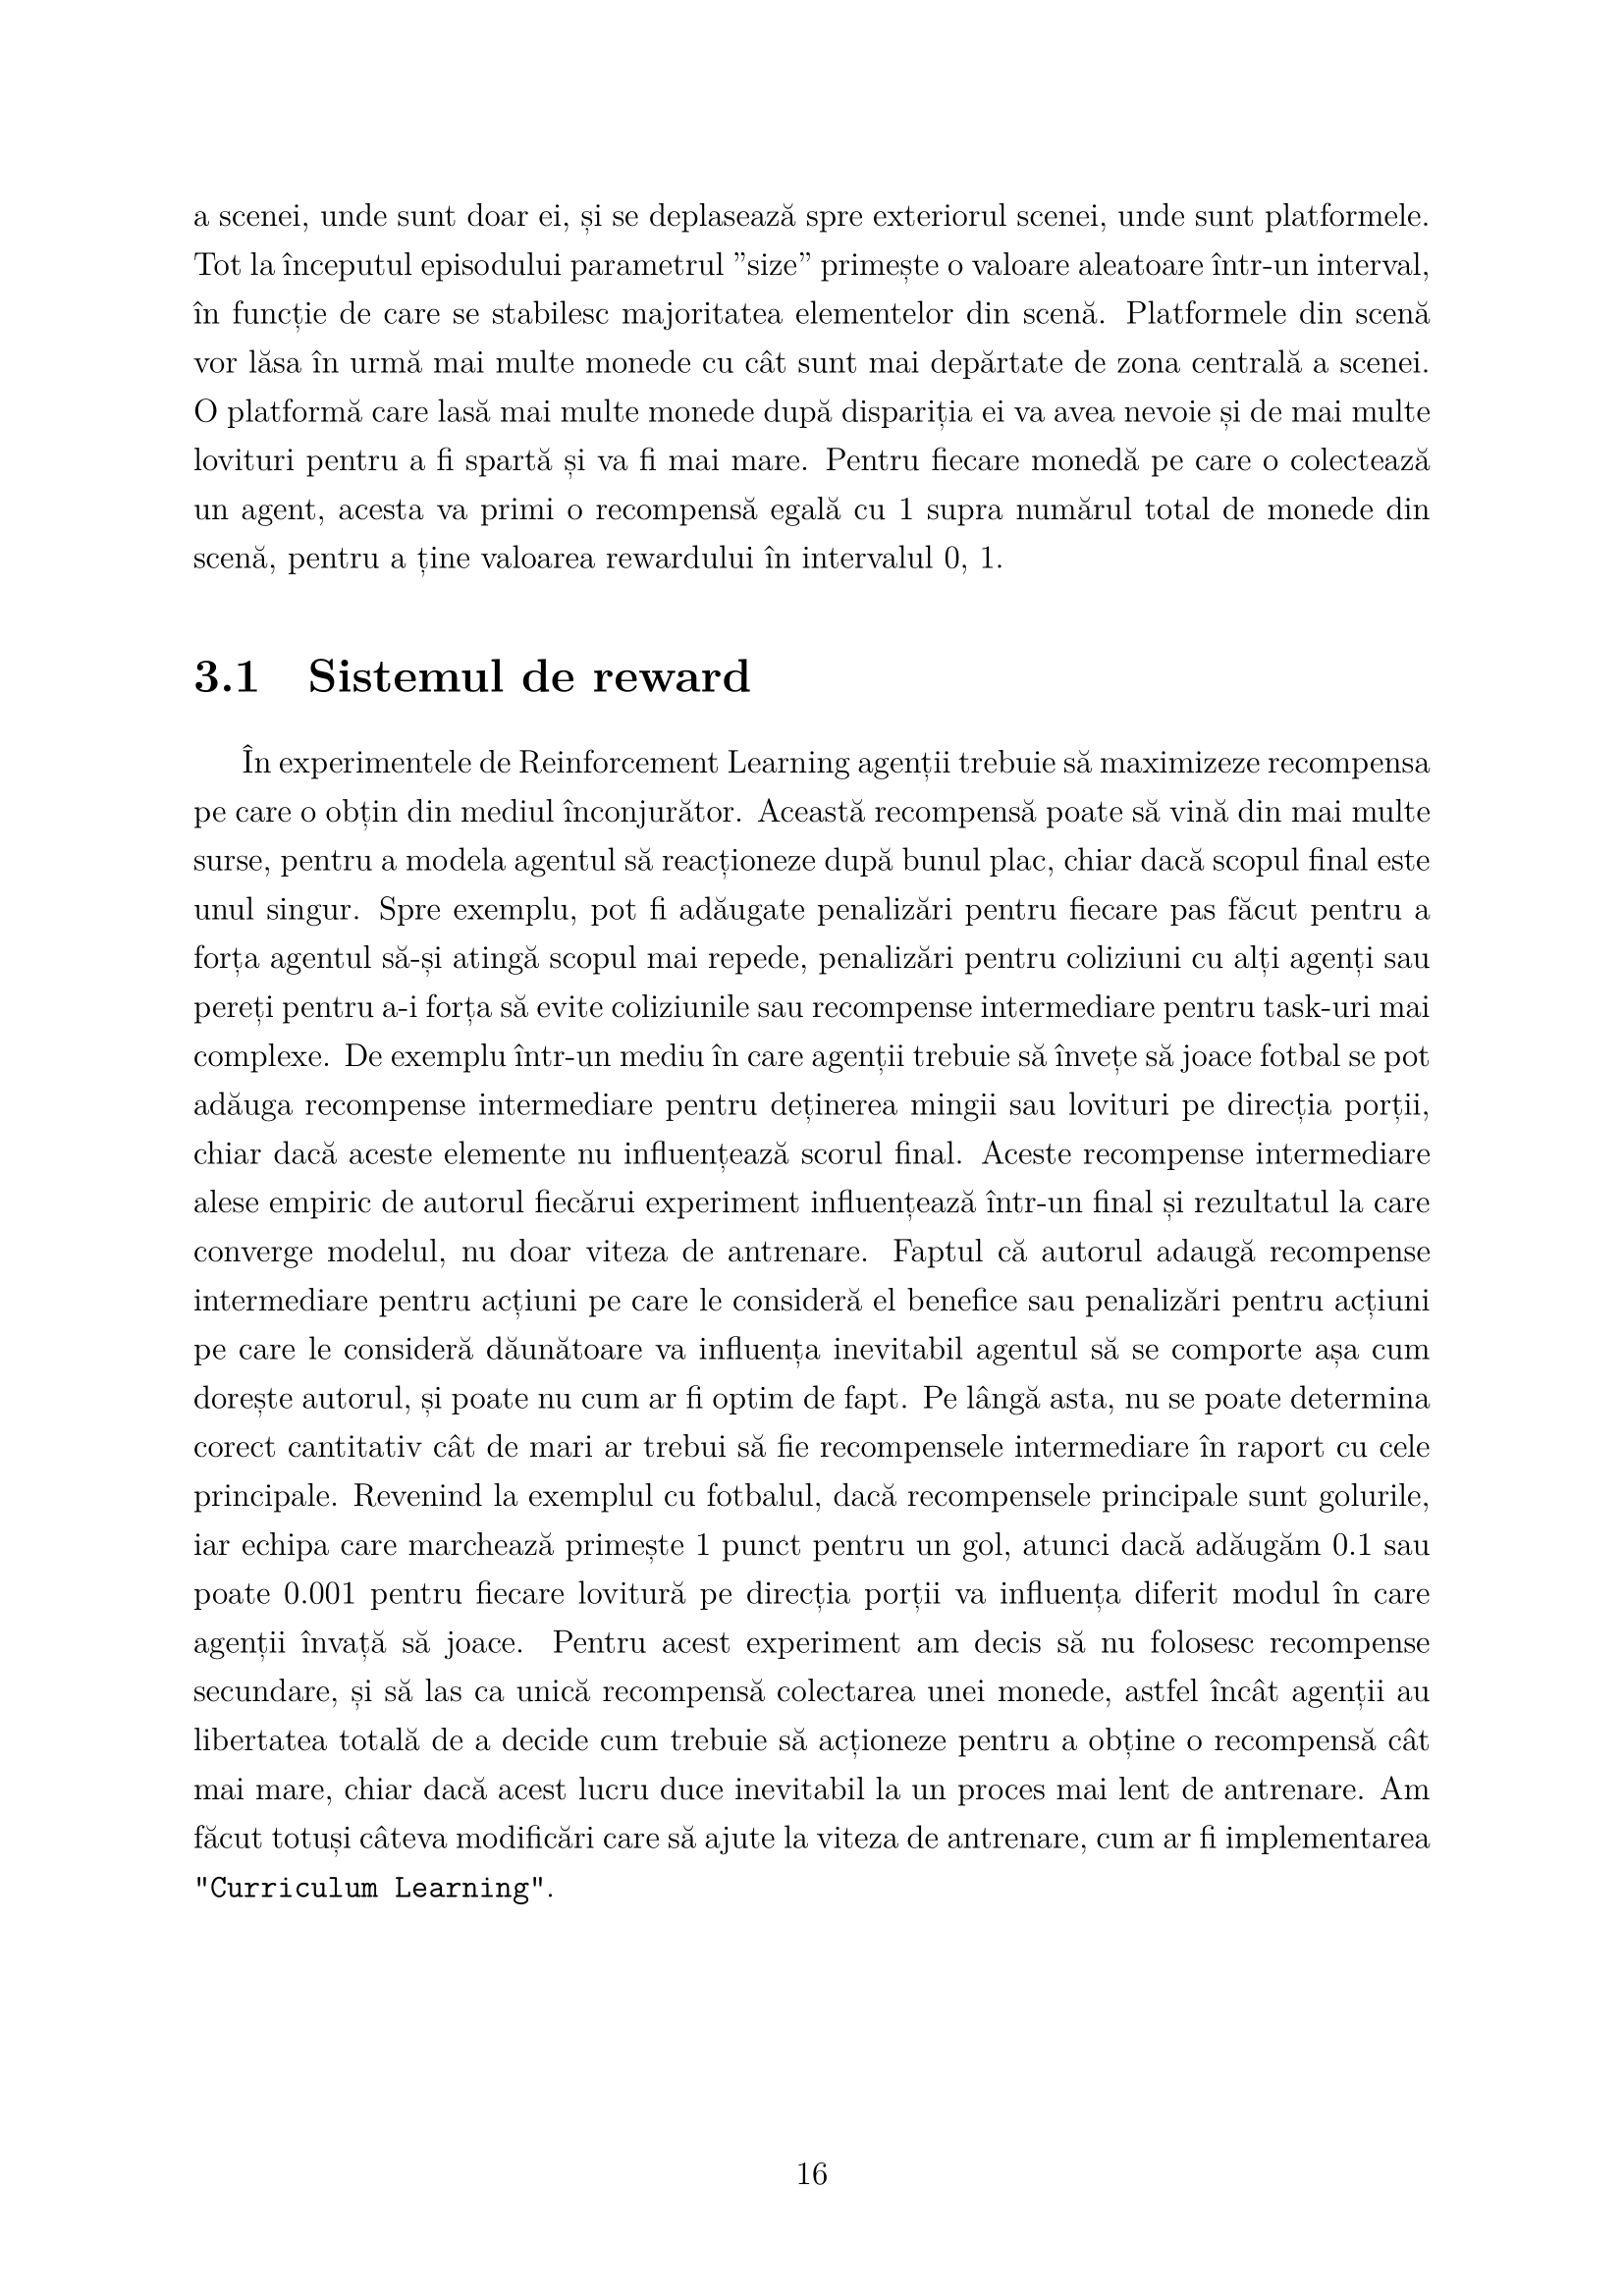 a scenei, unde sunt doar ei, și se deplasează spre exteriorul scenei, unde sunt platformele.
Tot la începutul episodului parametrul ”size” primește o valoare aleatoare într-un interval,
în funcție de care se stabilesc majoritatea elementelor din scenă. Platformele din scenă
vor lăsa în urmă mai multe monede cu cât sunt mai depărtate de zona centrală a scenei.
O platformă care lasă mai multe monede după dispariția ei va avea nevoie și de mai multe
lovituri pentru a fi spartă și va fi mai mare. Pentru fiecare monedă pe care o colectează
un agent, acesta va primi o recompensă egală cu 1 supra numărul total de monede din
scenă, pentru a ține valoarea rewardului în intervalul 0, 1.
3.1 Sistemul de reward
În experimentele de Reinforcement Learning agenții trebuie să maximizeze recompensa
pe care o obțin din mediul înconjurător. Această recompensă poate să vină din mai multe
surse, pentru a modela agentul să reacționeze după bunul plac, chiar dacă scopul final este
unul singur. Spre exemplu, pot fi adăugate penalizări pentru fiecare pas făcut pentru a
forța agentul să-și atingă scopul mai repede, penalizări pentru coliziuni cu alți agenți sau
pereți pentru a-i forța să evite coliziunile sau recompense intermediare pentru task-uri mai
complexe. De exemplu într-un mediu în care agenții trebuie să învețe să joace fotbal se pot
adăuga recompense intermediare pentru deținerea mingii sau lovituri pe direcția porții,
chiar dacă aceste elemente nu influențează scorul final. Aceste recompense intermediare
alese empiric de autorul fiecărui experiment influențează într-un final și rezultatul la care
converge modelul, nu doar viteza de antrenare. Faptul că autorul adaugă recompense
intermediare pentru acțiuni pe care le consideră el benefice sau penalizări pentru acțiuni
pe care le consideră dăunătoare va influența inevitabil agentul să se comporte așa cum
dorește autorul, și poate nu cum ar fi optim de fapt. Pe lângă asta, nu se poate determina
corect cantitativ cât de mari ar trebui să fie recompensele intermediare în raport cu cele
principale. Revenind la exemplul cu fotbalul, dacă recompensele principale sunt golurile,
iar echipa care marchează primește 1 punct pentru un gol, atunci dacă adăugăm 0.1 sau
poate 0.001 pentru fiecare lovitură pe direcția porții va influența diferit modul în care
agenții învață să joace. Pentru acest experiment am decis să nu folosesc recompense
secundare, și să las ca unică recompensă colectarea unei monede, astfel încât agenții au
libertatea totală de a decide cum trebuie să acționeze pentru a obține o recompensă cât
mai mare, chiar dacă acest lucru duce inevitabil la un proces mai lent de antrenare. Am
făcut totuși câteva modificări care să ajute la viteza de antrenare, cum ar fi implementarea
"Curriculum Learning".
16